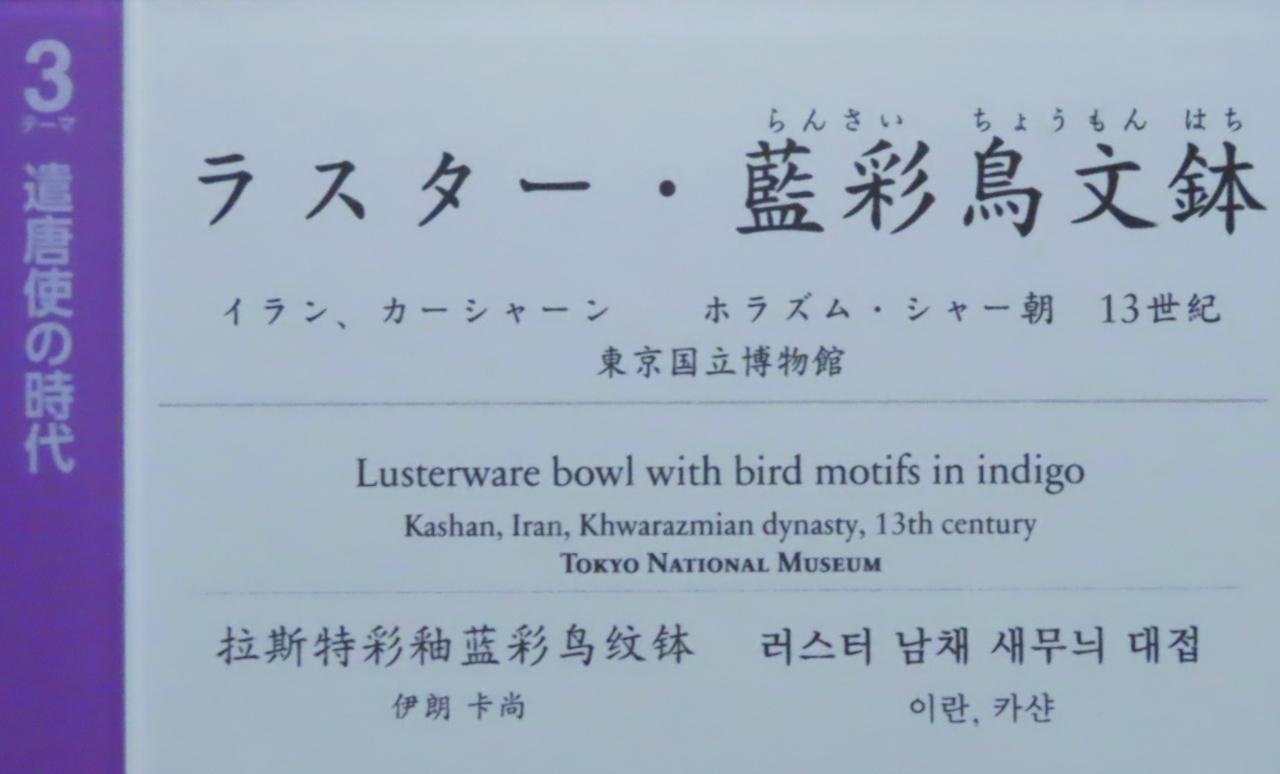 3
テーマ
遣唐使の時代
らんさい ちょうもん はち
ラスター・藍彩鳥文鉢
イラン、カーシャーン ホラズム・シャー朝 13世紀
東京国立博物館
Lusterware bowl with bird motifs in indigo
Kashan, Iran, Khwarazmian dynasty, 13th century
TOKYO NATIONAL MUSEUM
拉斯特彩釉蓝彩鸟纹钵 러스터 남채 새무늬 대접
伊朗 卡尚 이란, 카샨